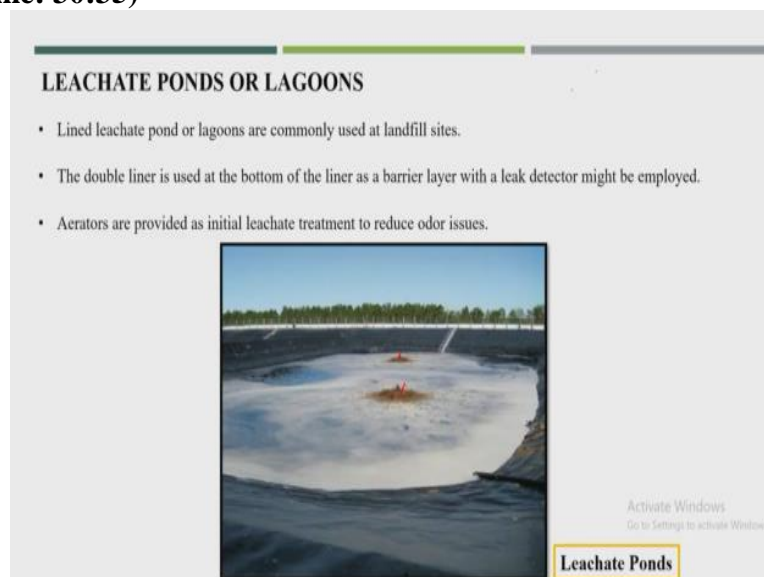 LEACHATE PONDS OR LAGOONS
• Lined leachate pond or lagoons are commonly used at landfill sites.
• The double liner is used at the bottom of the liner as a barrier layer with a leak detector might be employed.
• Aerators are provided as initial leachate treatment to reduce odor issues.
Activate Windows
Go to Settings to activate Window
Leachate Ponds